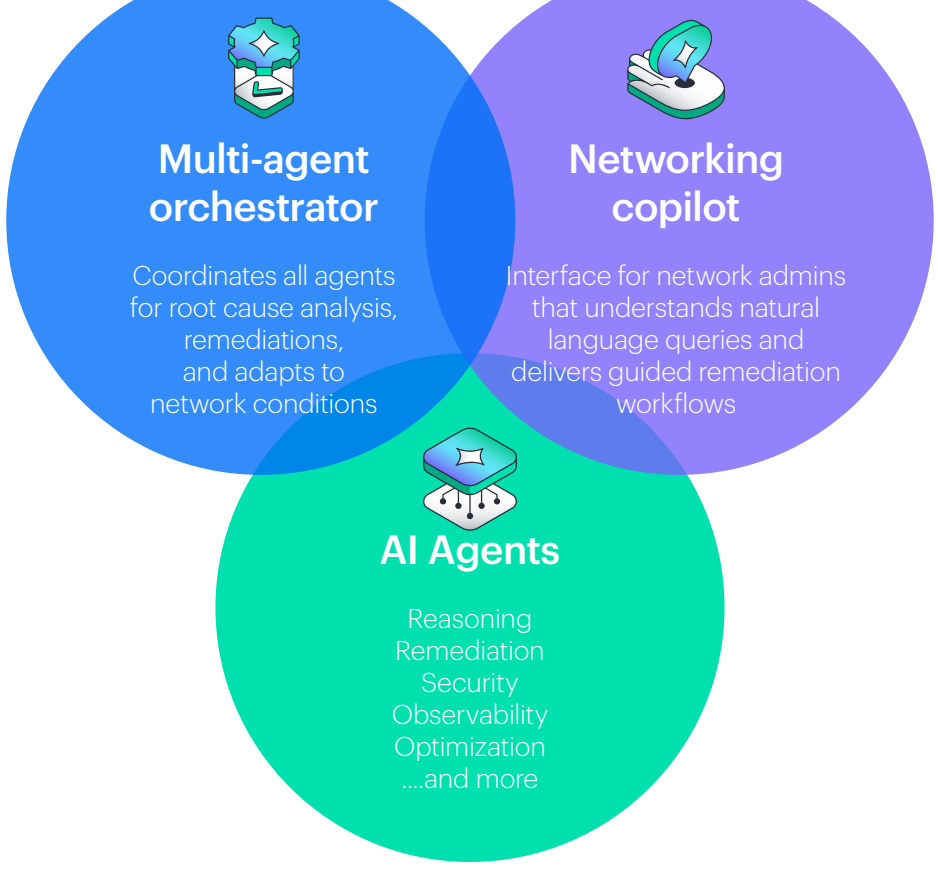 Multi-agent
orchestrator
Coordinates all agents
for root cause analysis,
remediations,
and adapts to
network conditions
Networking
copilot
Interface for network admins
that understands natural
language queries and
delivers guided remediation
workflows
AI Agents
Reasoning
Remediation
Security
Observability
Optimization
....and more